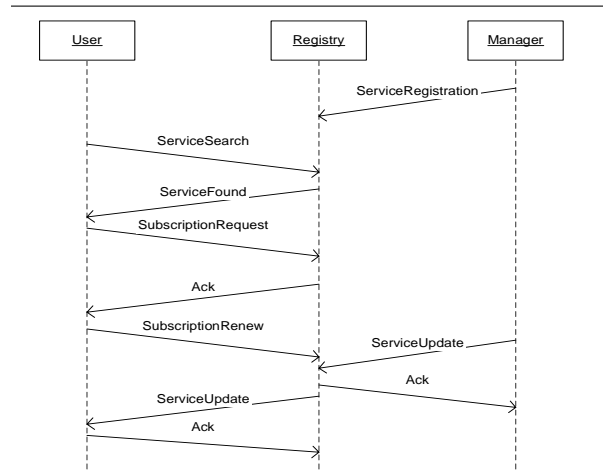 User
Registry
Manager
ServiceRegistration
ServiceSearch
ServiceFound
SubscriptionRequest
Ack
SubscriptionRenew
ServiceUpdate
Ack
ServiceUpdate
Ack